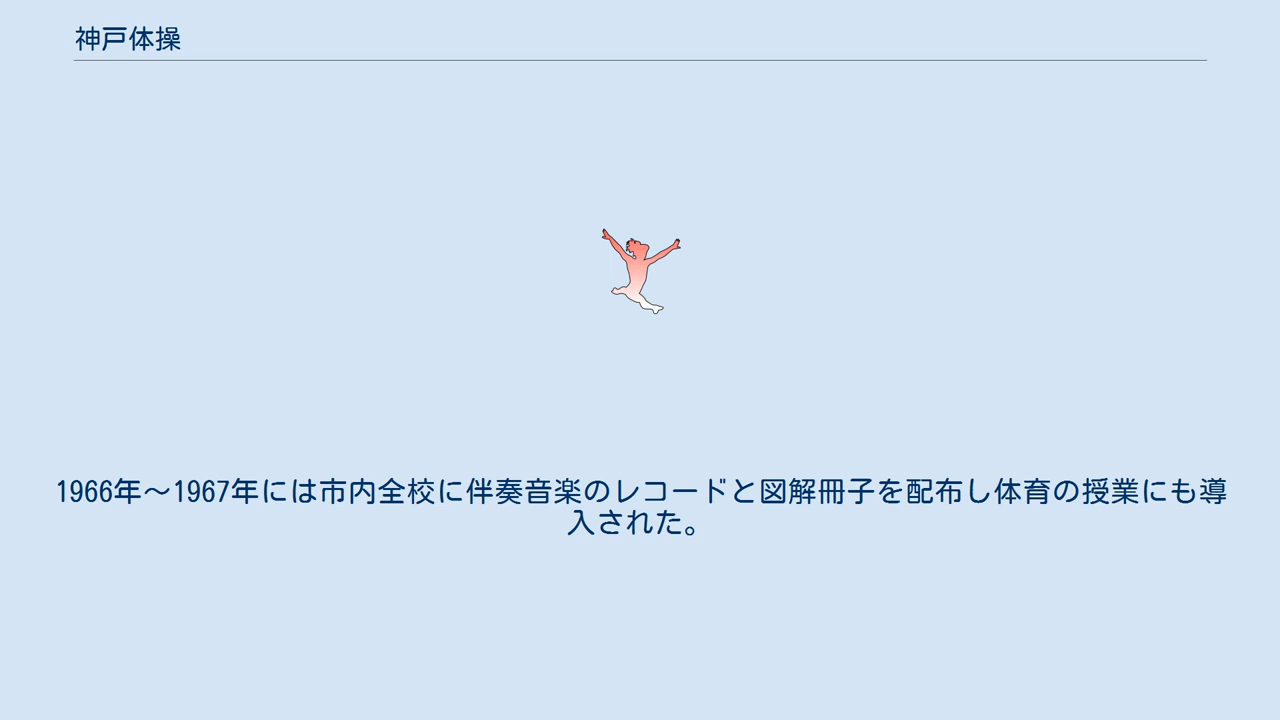 神戸体操
1966年～1967年には市内全校に伴奏音楽のレコードと図解冊子を配布し体育の授業にも導
入された。